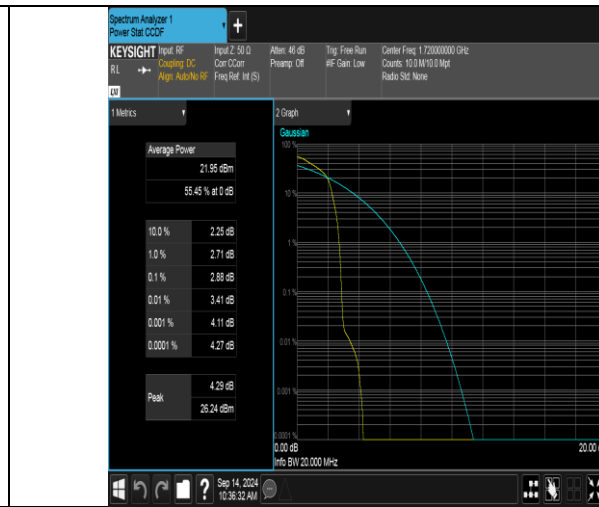 Spectrum Analyzer 1
Power Stat CCDF
KEYSIGHT Input: RF Input Z: 50 Ω Atten: 46 dB Trig: Free Run Center Freq: 1.720000000 GHz
RL Coupling: DC Corr CCorr Preamp: Off #IF Gain: Low Counts: 10.0 M/10.0 Mpt
Align: Auto/No RF Freq Ref: Int (S) Radio Std: None
LXI
1 Metrics
2 Graph
Average Power
21.95 dBm
55.45 % at 0 dB
10.0 % 2.25 dB
1.0 % 2.71 dB
0.1 % 2.88 dB
0.01 % 3.41 dB
0.001 % 4.11 dB
0.0001 % 4.27 dB
Peak
4.29 dB
26.24 dBm
Gaussian
100 %
10 %
1 %
0.1 %
0.01 %
0.001 %
0.0001 %
0.00 dB 20.00
Info BW 20.000 MHz
? Sep 14, 2024
10:36:32 AM